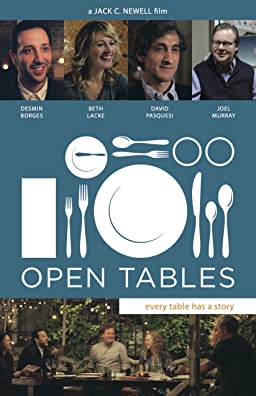 a JACK C. NEWELL film
DESMIN BORGES
BETH LACKE
DAVID PASQUESI
JOEL MURRAY
OPEN TABLES
every table has a story